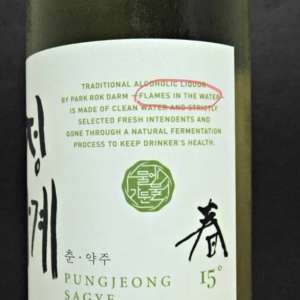 TRADITIONAL ALCOHOLIC LIQUOR
BY PARK ROK DARM - FLAMES IN THE WATER
IS MADE OF CLEAN WATER AND STRICTLY
SELECTED FRESH INTENDENTS AND
GONE THROUGH A NATURAL FERMENTATION
PROCESS TO KEEP DRINKER'S HEALTH.
정
계
春
춘·약주
15°
PUNGJEONG
SAGYE